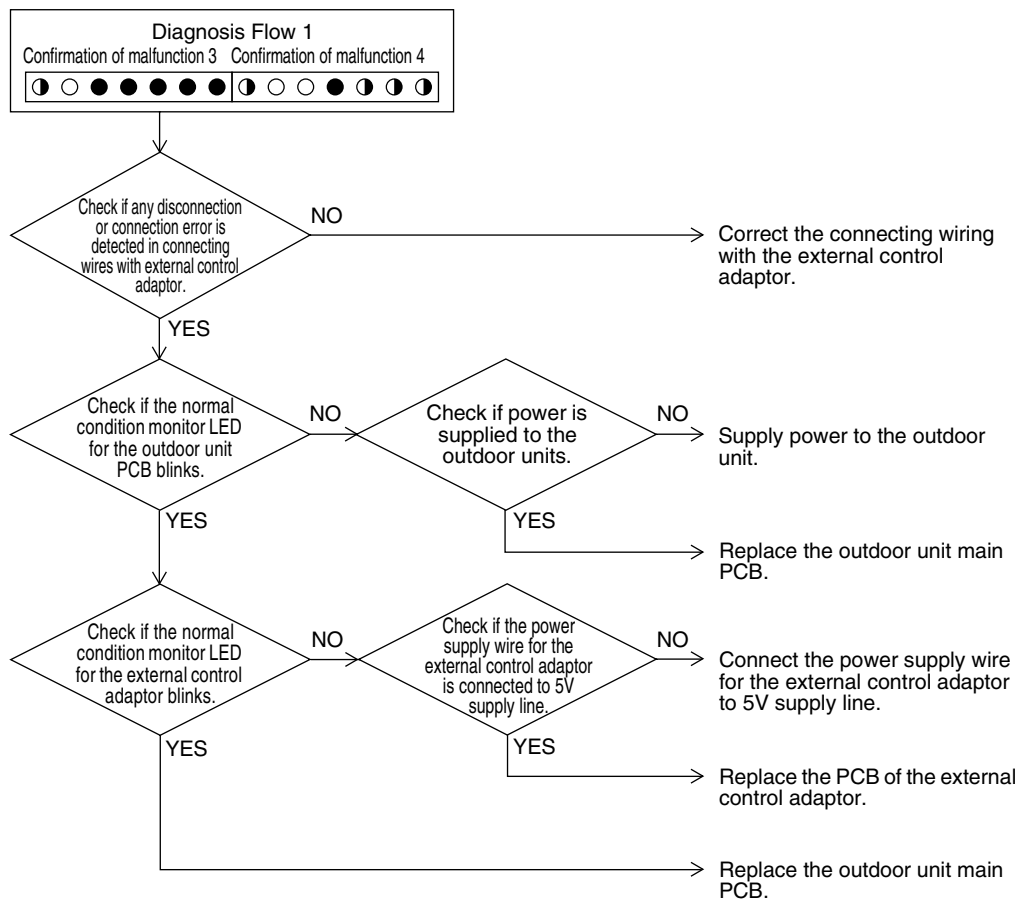 Diagnosis Flow 1
Confirmation of malfunction 3 Confirmation of malfunction 4
Check if any disconnection
or connection error is
detected in connecting
wires with external control
adaptor.
NO
Correct the connecting wiring
with the external control
adaptor.
YES
Check if the normal
condition monitor LED
for the outdoor unit
PCB blinks.
NO
Check if power is
supplied to the
outdoor units.
NO
Supply power to the outdoor
unit.
YES
YES
Replace the outdoor unit main
PCB.
Check if the normal
condition monitor LED
for the external control
adaptor blinks.
NO
Check if the power
supply wire for the
external control adaptor
is connected to 5V
supply line.
NO
Connect the power supply wire
for the external control adaptor
to 5V supply line.
YES
YES
Replace the PCB of the external
control adaptor.
Replace the outdoor unit main
PCB.